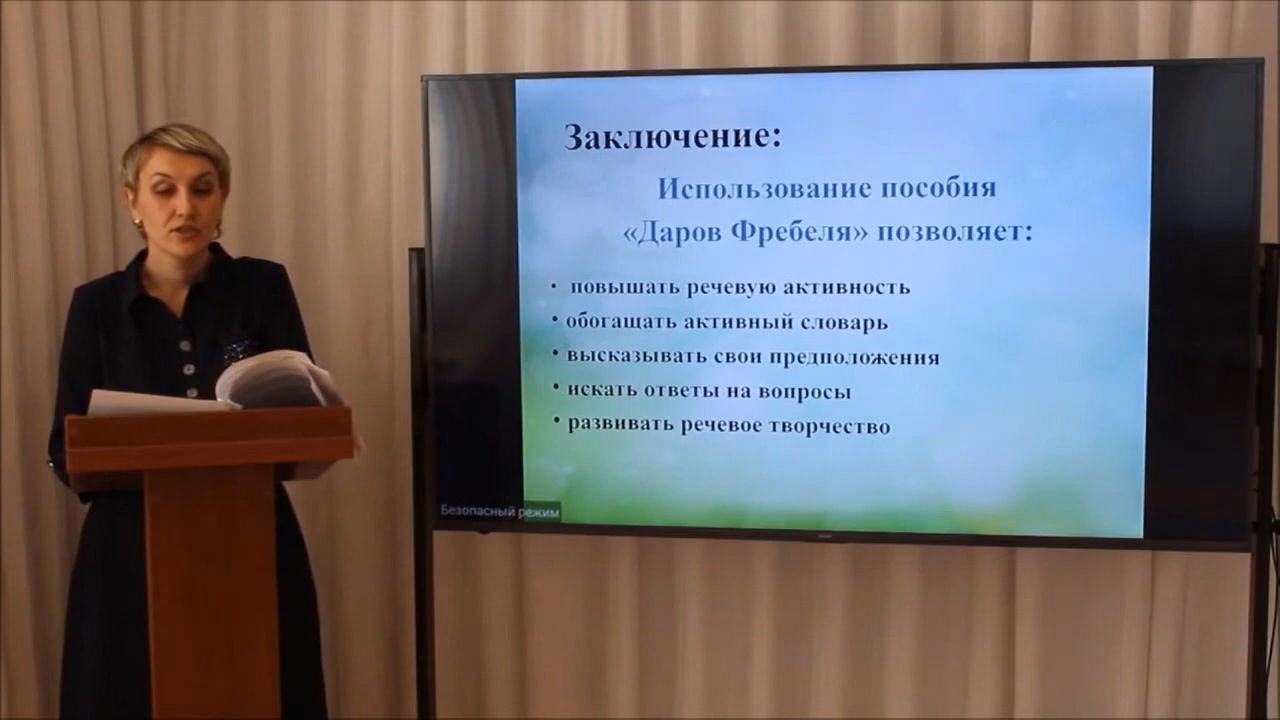 Заключение:
Использование пособия
«Даров Фребеля» позволяет:
• повышать речевую активность
• обогащать активный словарь
• высказывать свои предположения
• искать ответы на вопросы
• развивать речевое творчество
Безопасный режим